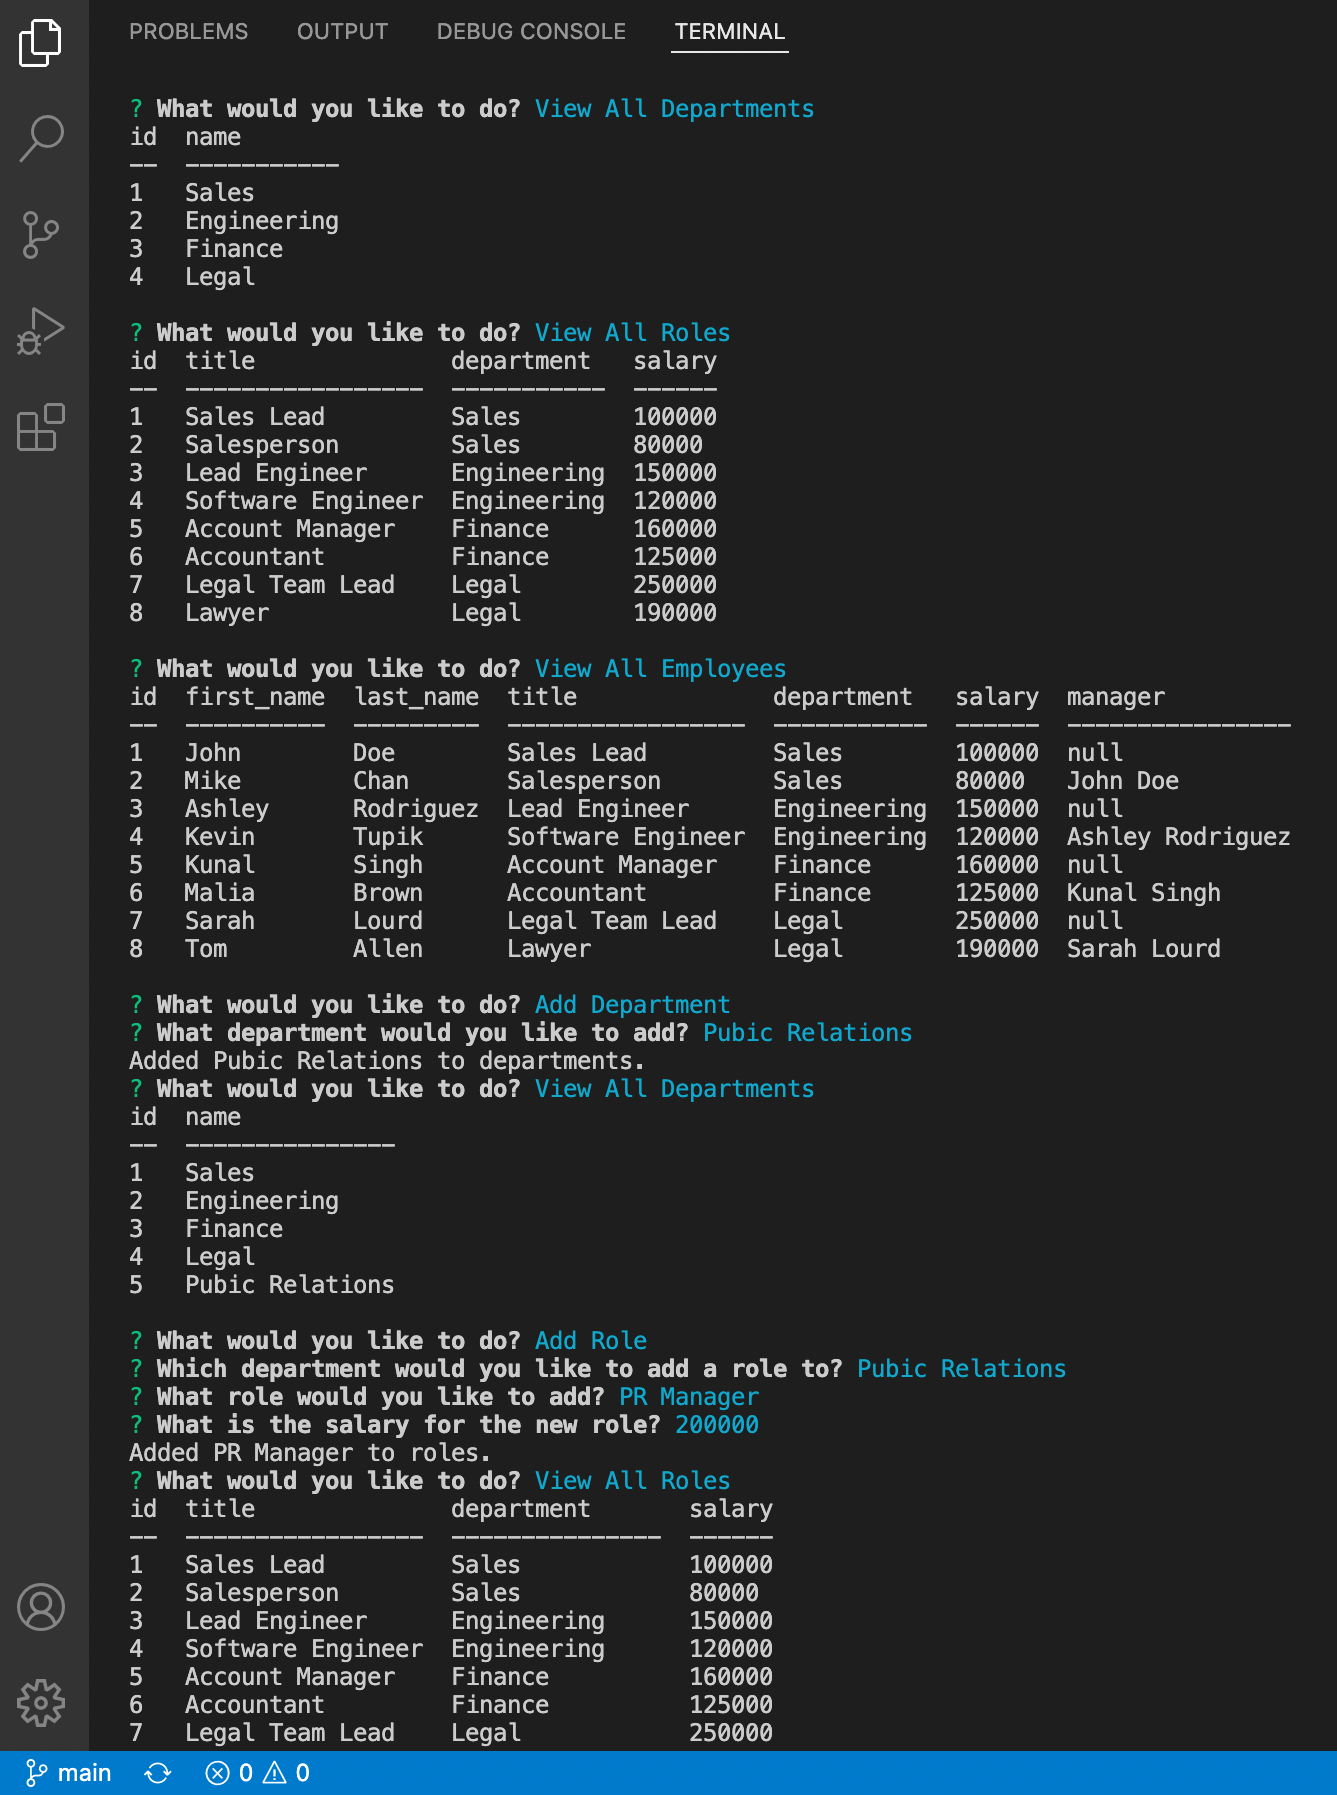 PROBLEMS OUTPUT DEBUG CONSOLE TERMINAL
? What would you like to do? View All Departments
id  name
--  -----------
1   Sales
2   Engineering
3   Finance
4   Legal
? What would you like to do? View All Roles
id  title              department   salary
--  -----------------  -----------  ------
1   Sales Lead         Sales        100000
2   Salesperson        Sales        80000
3   Lead Engineer      Engineering  150000
4   Software Engineer  Engineering  120000
5   Account Manager    Finance      160000
6   Accountant         Finance      125000
7   Legal Team Lead    Legal        250000
8   Lawyer             Legal        190000
? What would you like to do? View All Employees
id  first_name  last_name  title              department   salary  manager
--  ----------  ---------  -----------------  -----------  ------  ----------------
1   John        Doe        Sales Lead         Sales        100000  null
2   Mike        Chan       Salesperson        Sales        80000   John Doe
3   Ashley      Rodriguez  Lead Engineer      Engineering  150000  null
4   Kevin       Tupik      Software Engineer  Engineering  120000  Ashley Rodriguez
5   Kunal       Singh      Account Manager    Finance      160000  null
6   Malia       Brown      Accountant         Finance      125000  Kunal Singh
7   Sarah       Lourd      Legal Team Lead    Legal        250000  null
8   Tom         Allen      Lawyer             Legal        190000  Sarah Lourd
? What would you like to do? Add Department
? What department would you like to add? Pubic Relations
Added Pubic Relations to departments.
? What would you like to do? View All Departments
id  name
--  ---------------
1   Sales
2   Engineering
3   Finance
4   Legal
5   Pubic Relations
? What would you like to do? Add Role
? Which department would you like to add a role to? Pubic Relations
? What role would you like to add? PR Manager
? What is the salary for the new role? 200000
Added PR Manager to roles.
? What would you like to do? View All Roles
id  title              department       salary
--  -----------------  ---------------  ------
1   Sales Lead         Sales            100000
2   Salesperson        Sales            80000
3   Lead Engineer      Engineering      150000
4   Software Engineer  Engineering      120000
5   Account Manager    Finance          160000
6   Accountant         Finance          125000
7   Legal Team Lead    Legal            250000
main 0 0